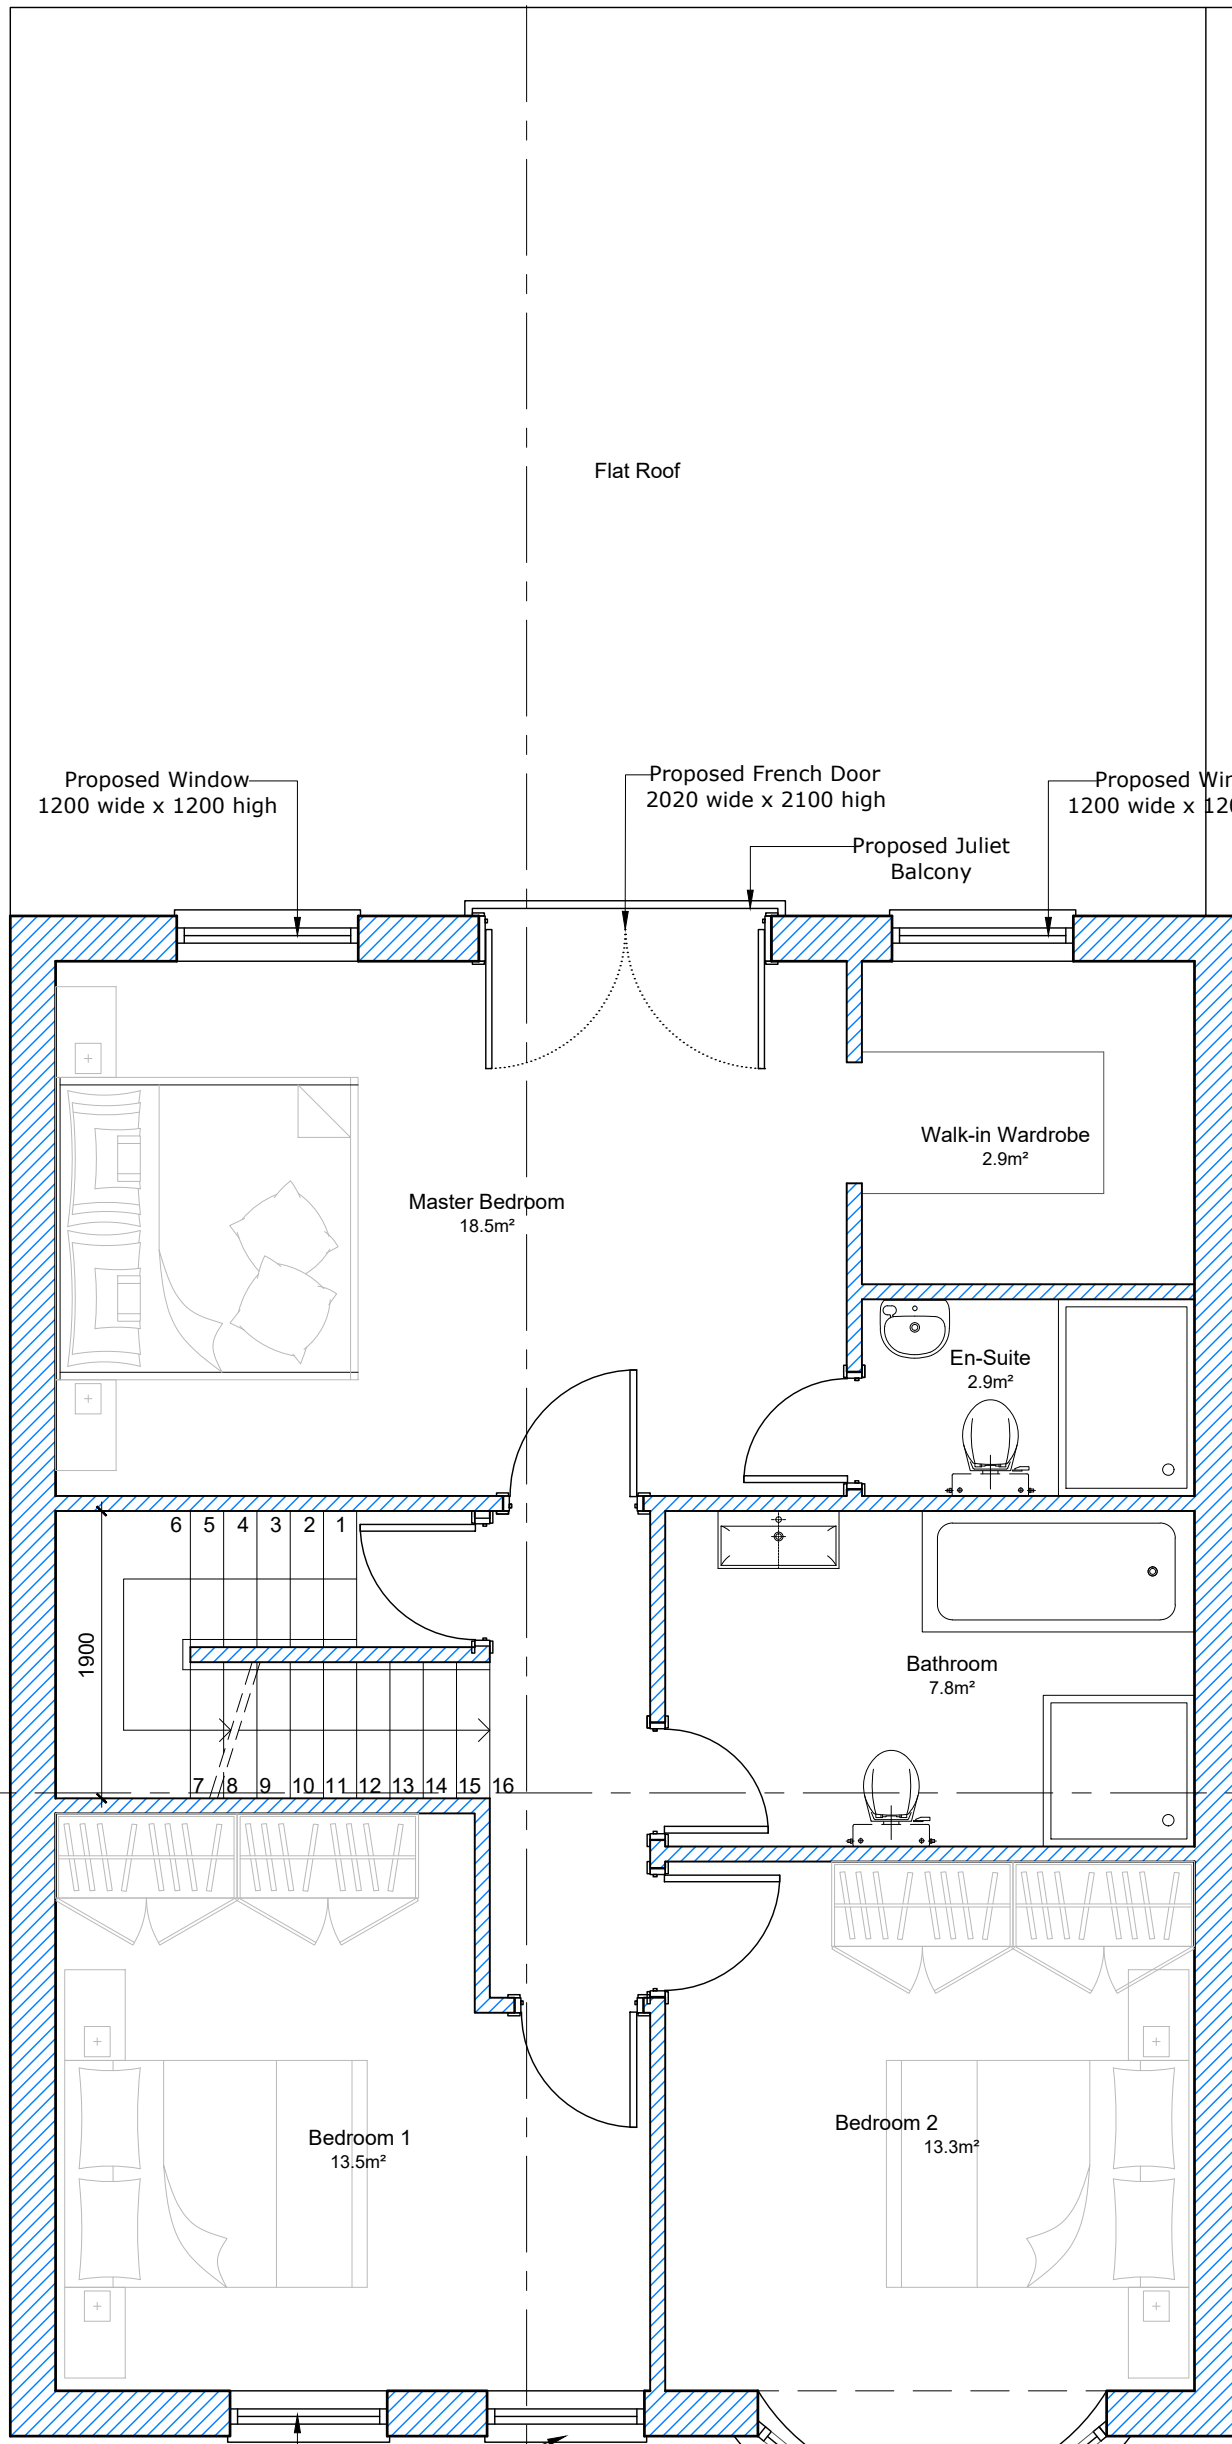 Flat Roof
Proposed Window
1200 wide x 1200 high
Proposed French Door
2020 wide x 2100 high
Proposed
1200 wide x
Proposed Juliet
Balcony
Walk-in Wardrobe
2.9m²
Master Bedroom
18.5m²
En-Suite
2.9m²
6 5 4 3 2 1
1900
Bathroom
7.8m²
7 8 9 10 11 12 13 14 15 16
Bedroom 1
13.5m²
Bedroom 2
13.3m²